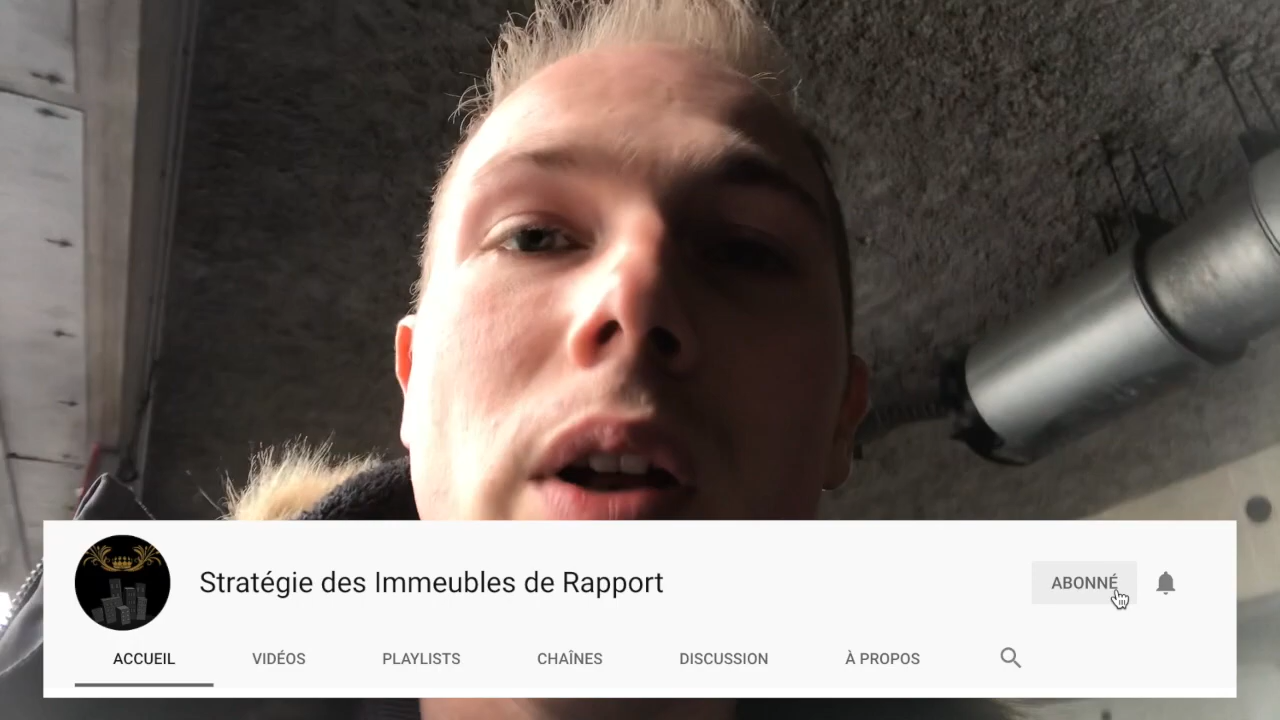 Stratégie des Immeubles de Rapport
ABONNÉ
ACCUEIL VIDÉOS PLAYLISTS CHAÎNES DISCUSSION À PROPOS